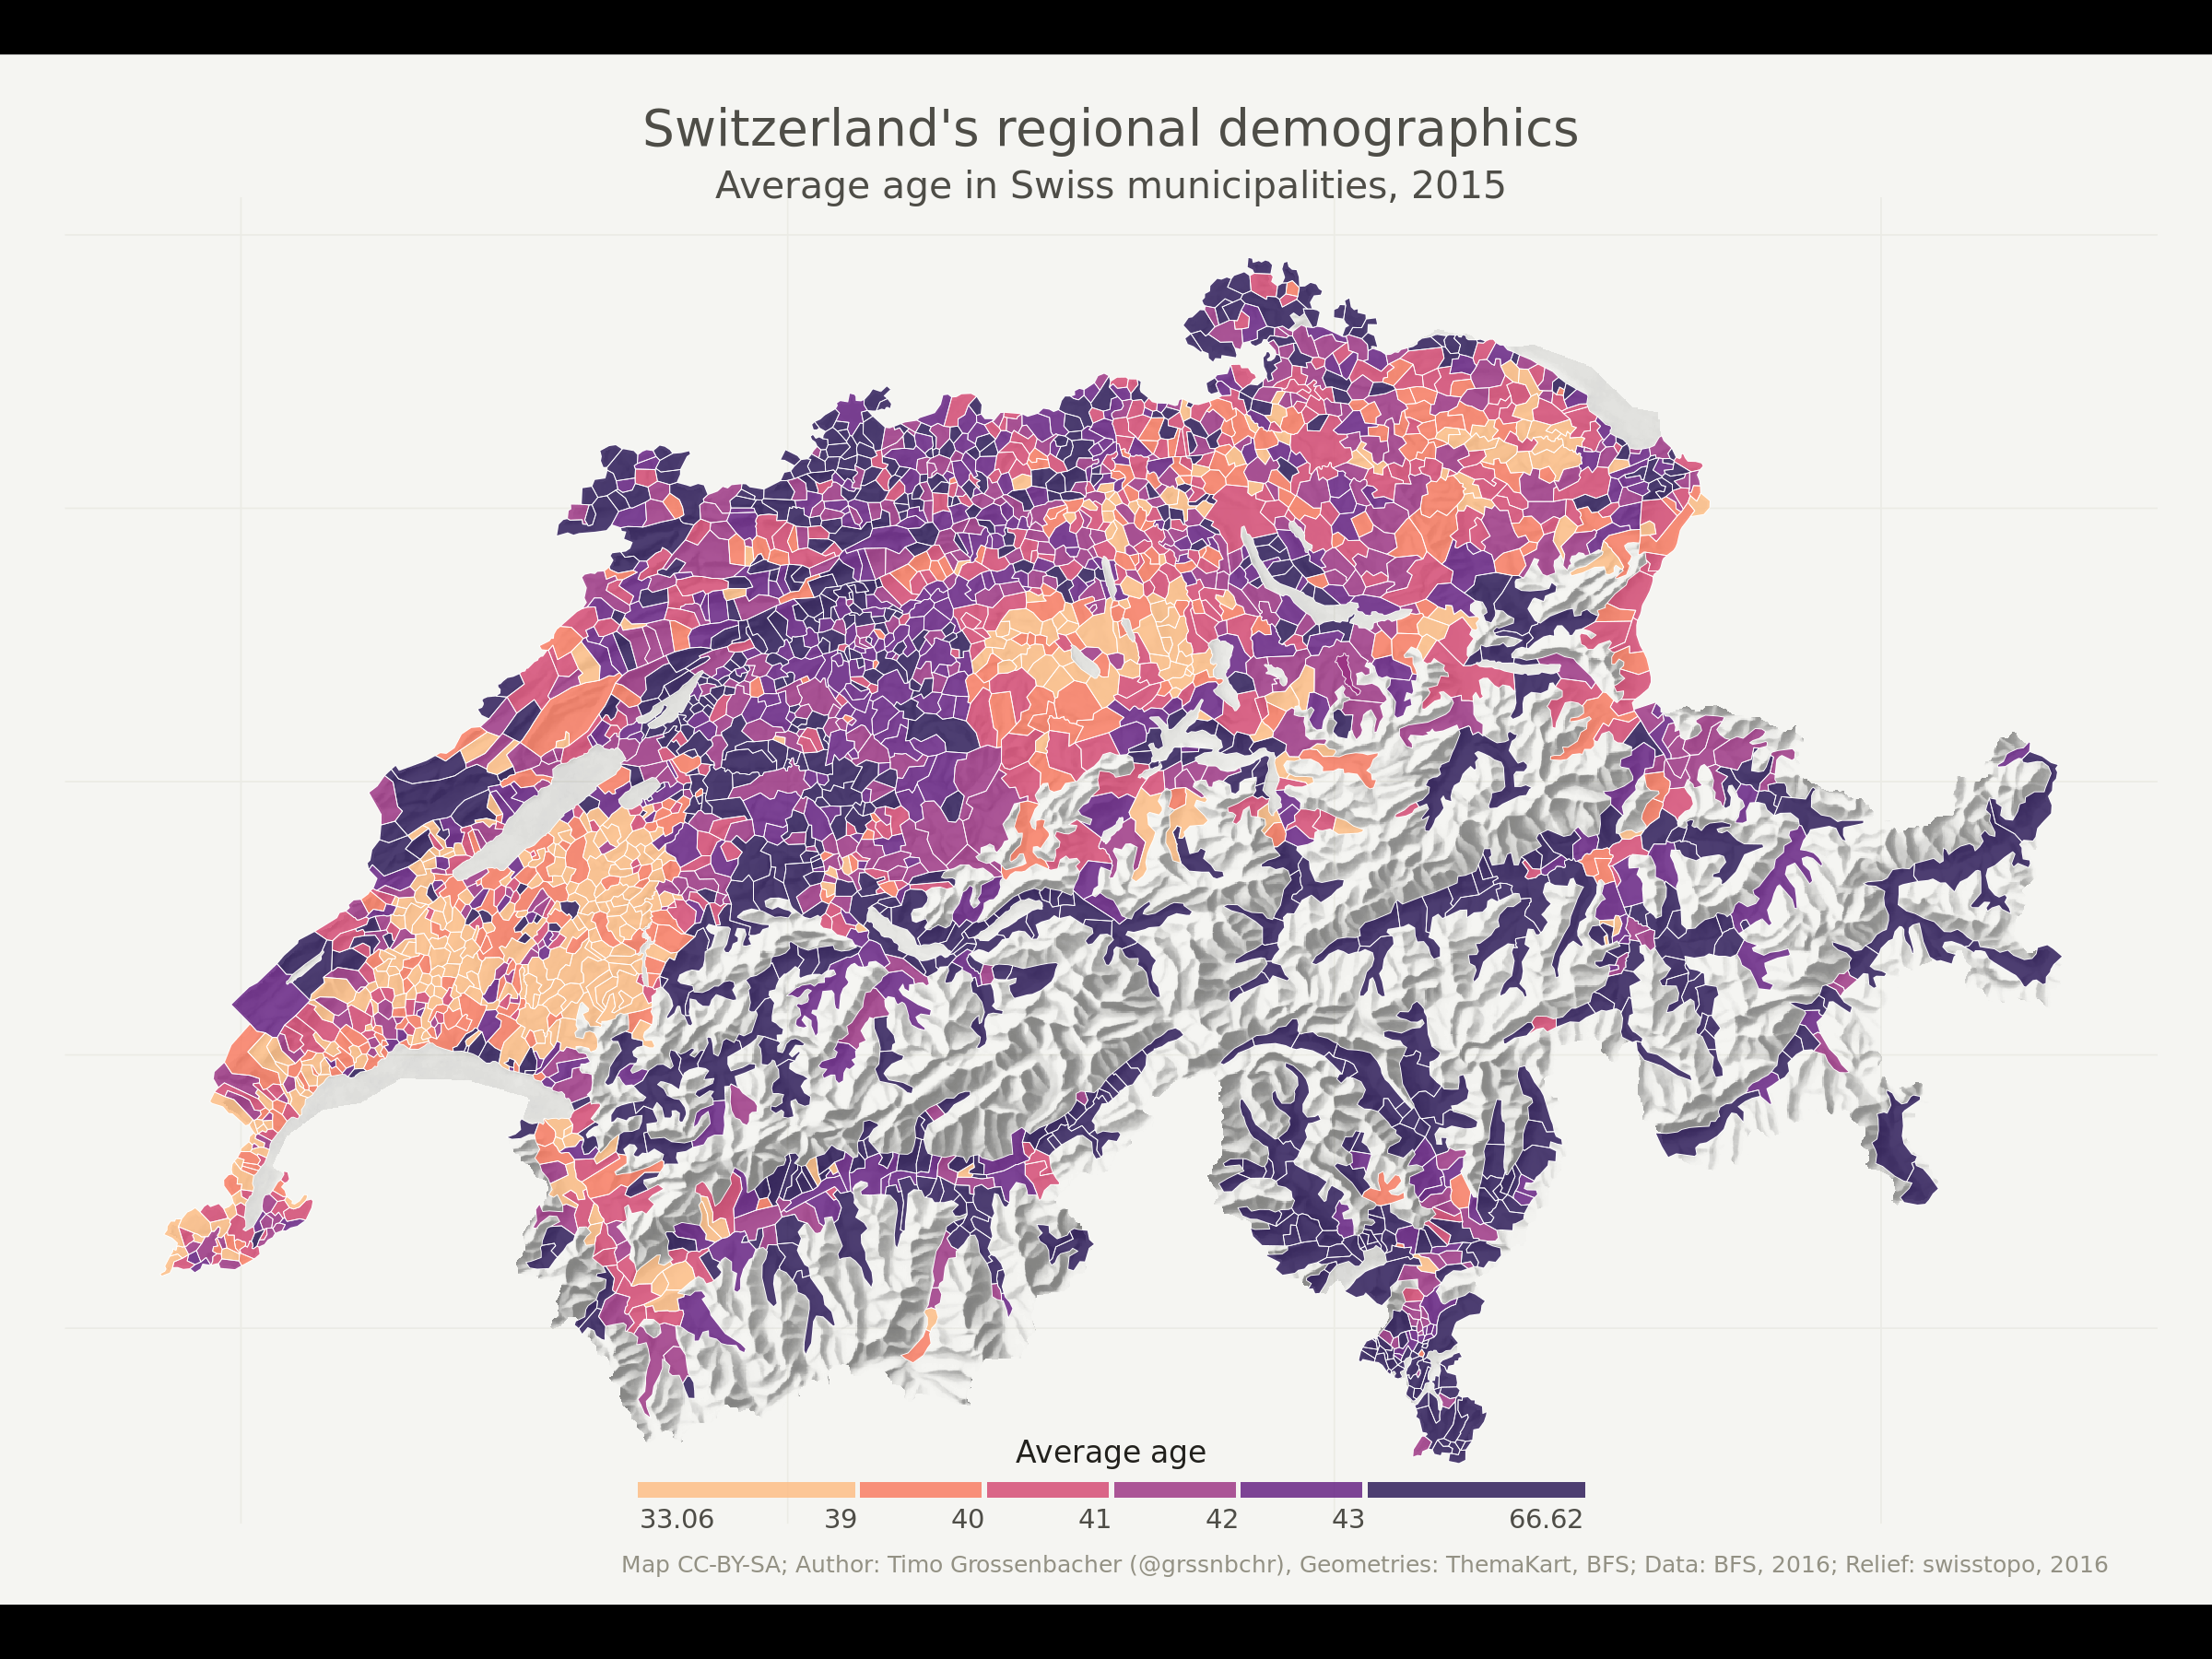 Switzerland's regional demographics
Average age in Swiss municipalities, 2015
Average age
33.06 39 40 41 42 43 66.62
Map CC-BY-SA; Author: Timo Grossenbacher (@grssnbchr), Geometries: ThemaKart, BFS; Data: BFS, 2016; Relief: swisstopo, 2016